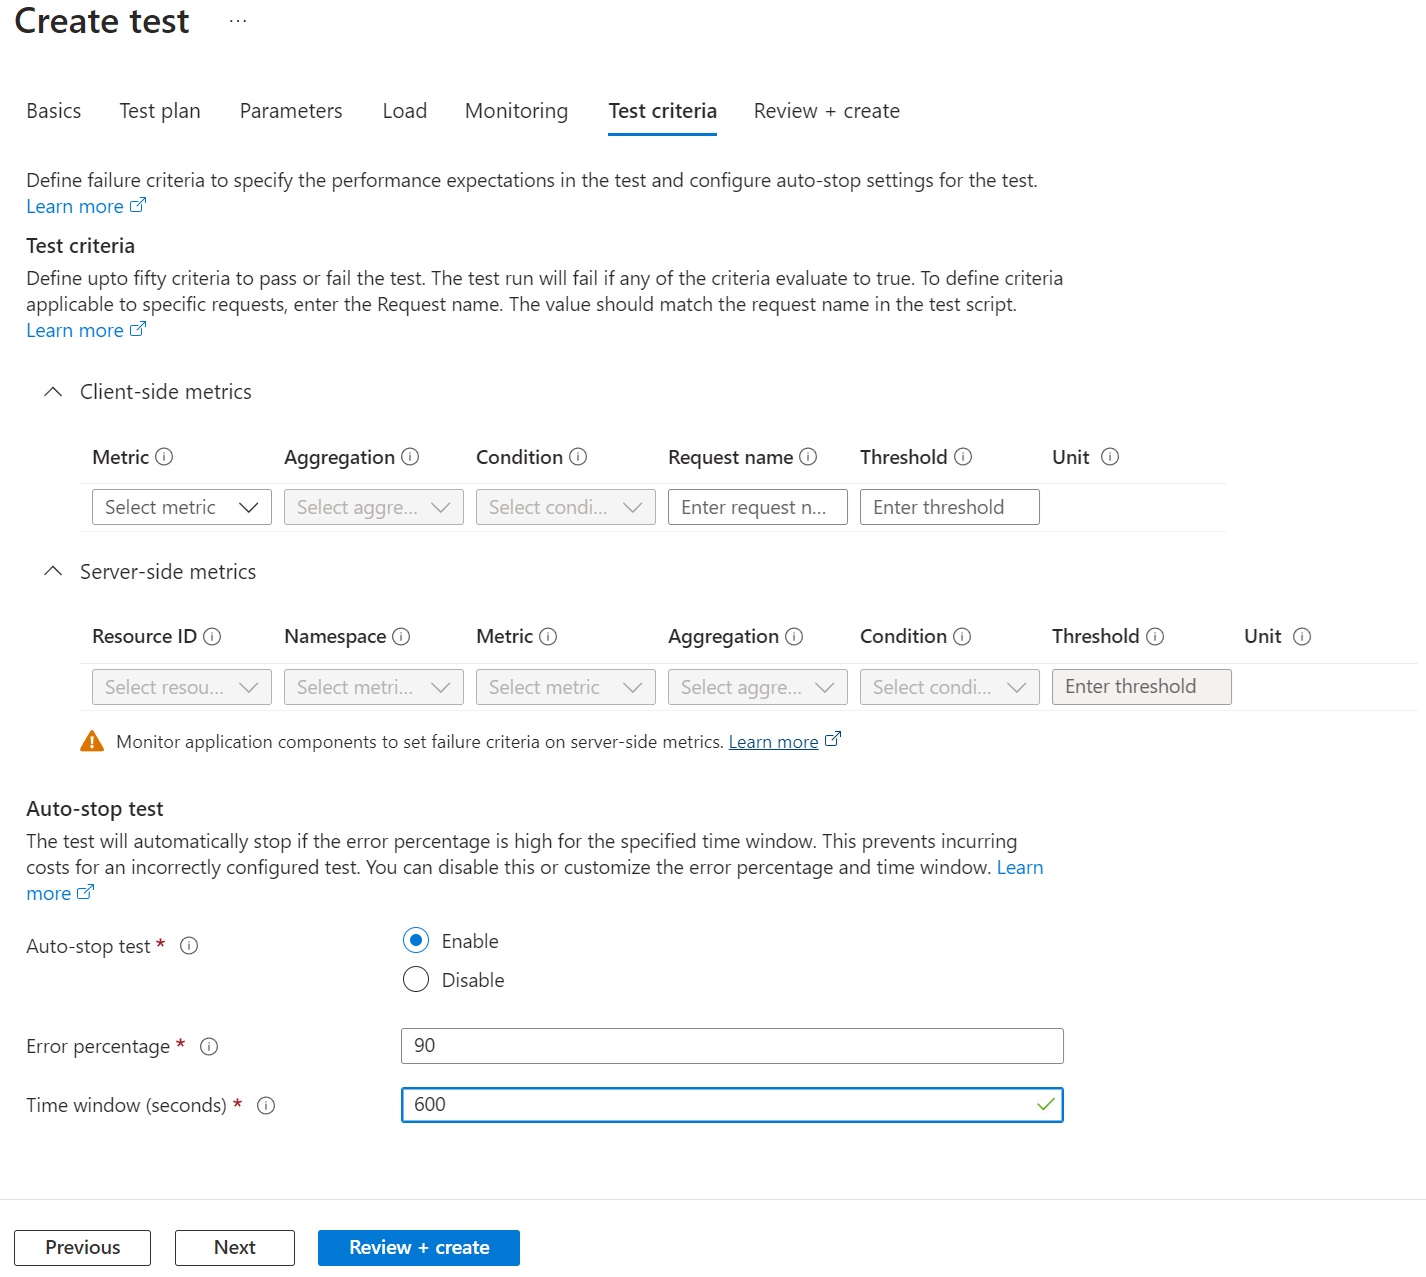 Create test ...
Basics Test plan Parameters Load Monitoring Test criteria Review + create
Define failure criteria to specify the performance expectations in the test and configure auto-stop settings for the test.
Learn more
Test criteria
Define upto fifty criteria to pass or fail the test. The test run will fail if any of the criteria evaluate to true. To define criteria
applicable to specific requests, enter the Request name. The value should match the request name in the test script.
Learn more
Client-side metrics
Metric Aggregation Condition Request name Threshold Unit
Select metric Select aggre... Select condi... Enter request n... Enter threshold
Server-side metrics
Resource ID Namespace Metric Aggregation Condition Threshold Unit
Select resou... Select metri... Select metric Select aggre... Select condi... Enter threshold
Monitor application components to set failure criteria on server-side metrics. Learn more
Auto-stop test
The test will automatically stop if the error percentage is high for the specified time window. This prevents incurring
costs for an incorrectly configured test. You can disable this or customize the error percentage and time window. Learn
more
Auto-stop test * Enable
Disable
Error percentage * 90
Time window (seconds) * 600
Previous Next Review + create